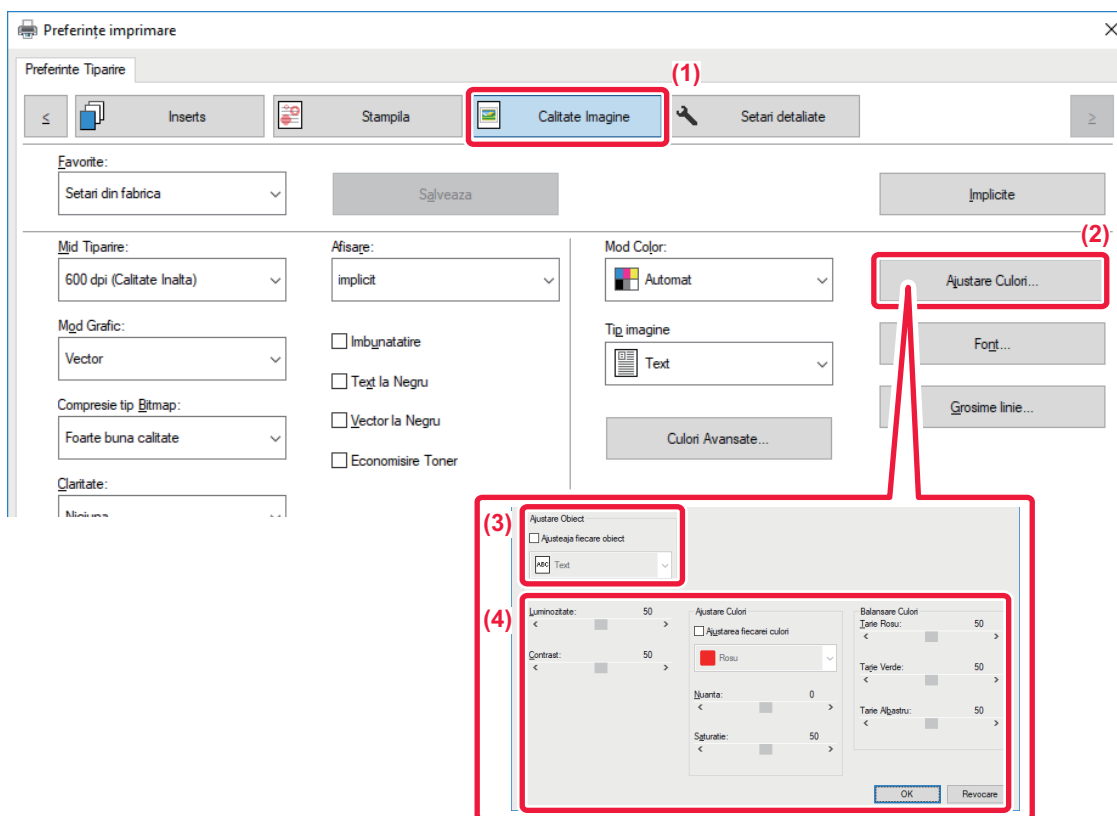 Preferințe imprimare
Preferinte Tiparire
(1)
< Inserts Stampila Calitate Imagine Setari detaliate >
Favorite:
Setari din fabrica Salveaza Implicite
(2)
Mid Tiparire: Afisare: Mod Color:
600 dpi (Calitate Inalta) implicit Automat Ajustare Culori...
Mod Grafic: Tip imagine
Vector Imbunatatire Text Font...
Text la Negru
Compresie tip Bitmap: Grosime linie...
Foarte buna calitate Vector la Negru Culori Avansate...
Economisire Toner
Claritate:
Niciuna
(3)
Ajustare Obiect
Ajusteaja fiecare obiect
ABC Text
(4)
Luminozitate: 50 Ajustare Culori Balansare Culori
< > Ajustarea fiecarei culori Tarie Rosu: 50
< >
Contrast: 50 Rosu Tarie Verde: 50
< > < >
Nuanta: 0 Tarie Albastru: 50
< > < >
Saturatie: 50
< >
OK Revocare